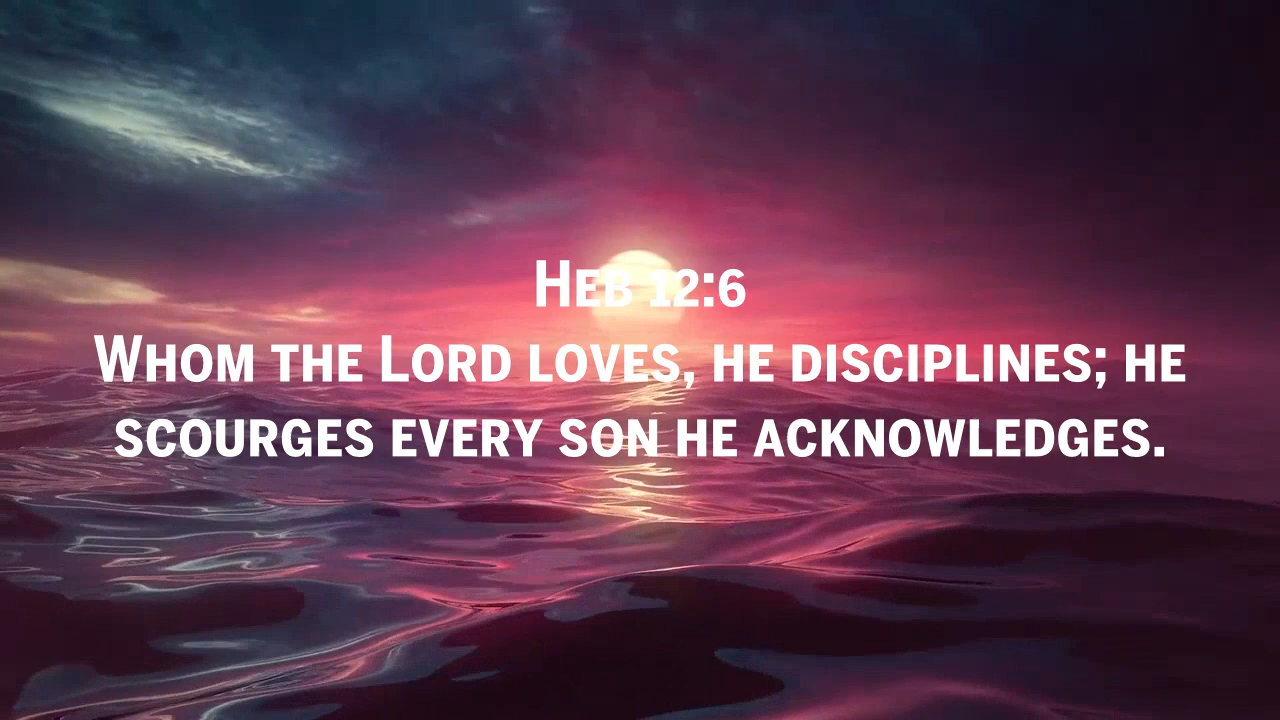 Heb 12:6
Whom the Lord loves, he disciplines; he
scourges every son he acknowledges.